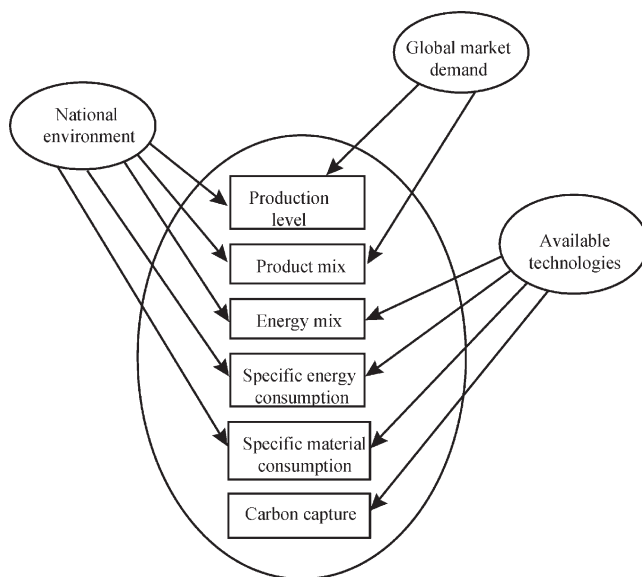 Global market
demand
National
environment
Production
level
Available
technologies
Product mix
Energy mix
Specific energy
consumption
Specific material
consumption
Carbon capture